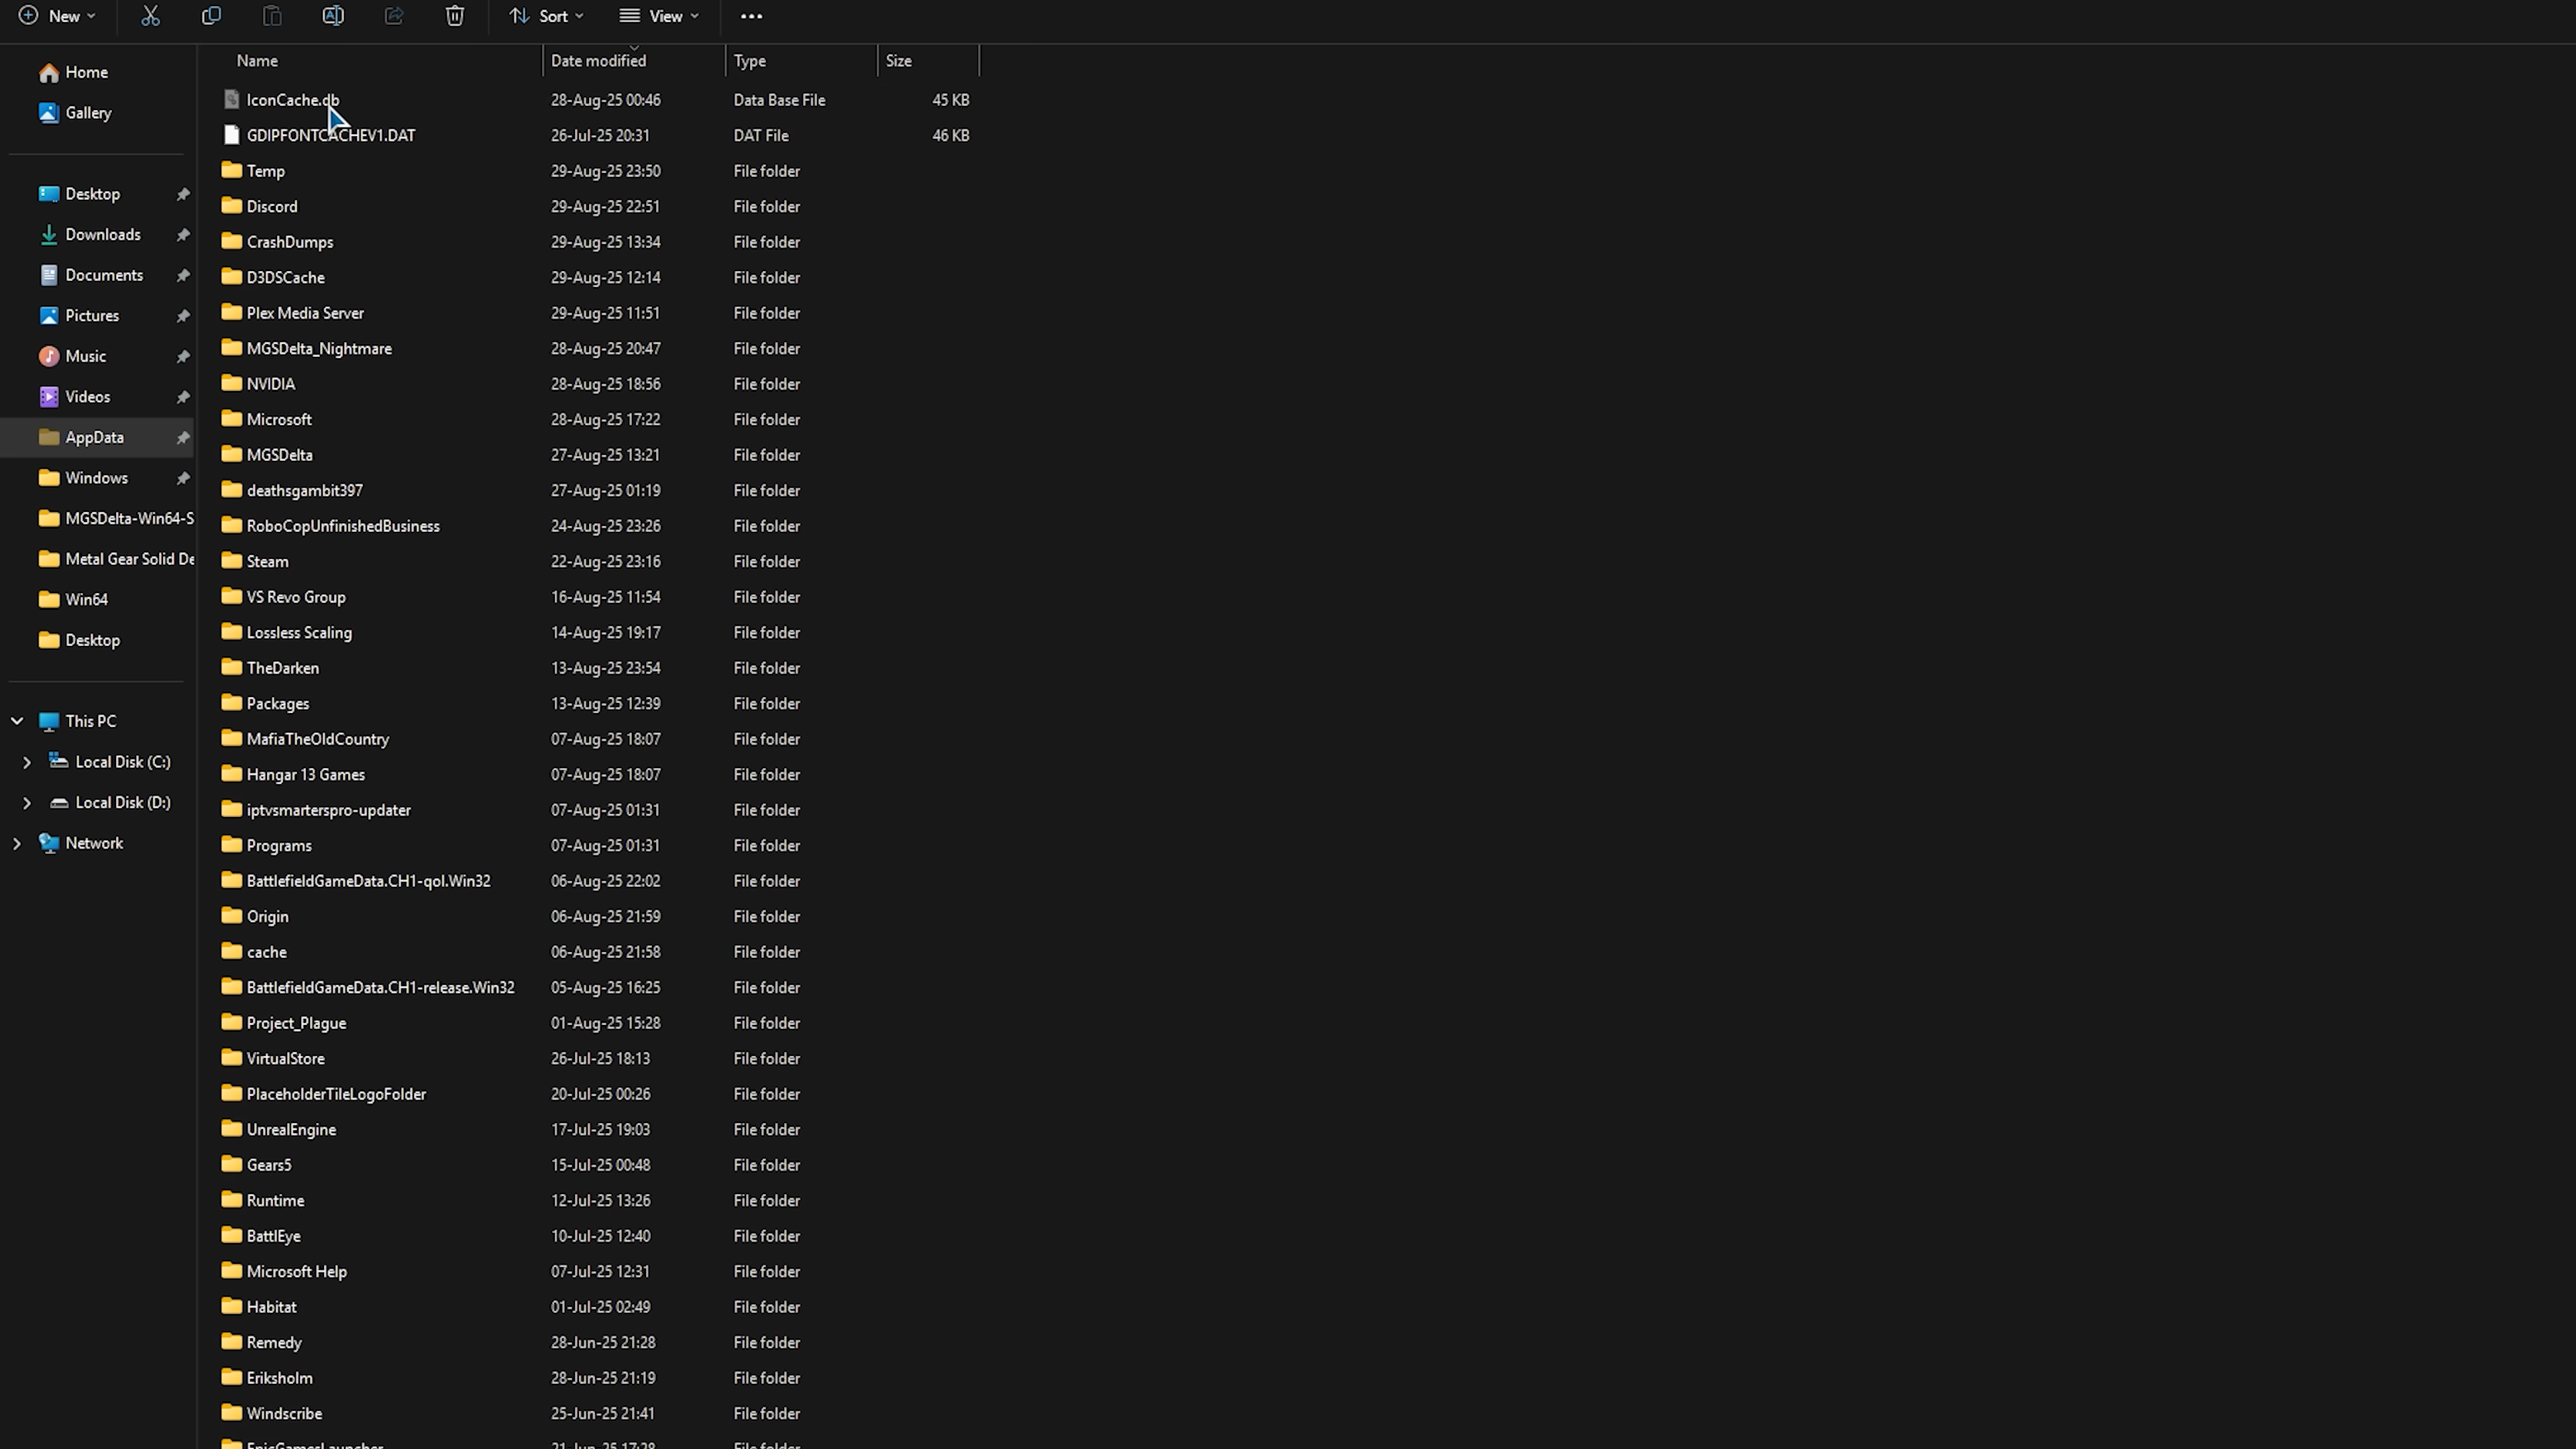 New Sort View
Name Date modified Type Size
Home
Gallery
Desktop
Downloads
Documents
Pictures
Music
Videos
AppData
Windows
MGSDelta-Win64-S
Metal Gear Solid De
Win64
Desktop
This PC
Local Disk (C:)
Local Disk (D:)
Network
IconCache.db 28-Aug-25 00:46 Data Base File 45 KB
GDIPFONTCACHEV1.DAT 26-Jul-25 20:31 DAT File 46 KB
Temp 29-Aug-25 23:50 File folder
Discord 29-Aug-25 22:51 File folder
CrashDumps 29-Aug-25 13:34 File folder
D3DSCache 29-Aug-25 12:14 File folder
Plex Media Server 29-Aug-25 11:51 File folder
MGSDelta_Nightmare 28-Aug-25 20:47 File folder
NVIDIA 28-Aug-25 18:56 File folder
Microsoft 28-Aug-25 17:22 File folder
MGSDelta 27-Aug-25 13:21 File folder
deathsgambit397 27-Aug-25 01:19 File folder
RoboCopUnfinishedBusiness 24-Aug-25 23:26 File folder
Steam 22-Aug-25 23:16 File folder
VS Revo Group 16-Aug-25 11:54 File folder
Lossless Scaling 14-Aug-25 19:17 File folder
TheDarken 13-Aug-25 23:54 File folder
Packages 13-Aug-25 12:39 File folder
MafiaTheOldCountry 07-Aug-25 18:07 File folder
Hangar 13 Games 07-Aug-25 18:07 File folder
iptvsmarterspro-updater 07-Aug-25 01:31 File folder
Programs 07-Aug-25 01:31 File folder
BattlefieldGameData.CH1-qol.Win32 06-Aug-25 22:02 File folder
Origin 06-Aug-25 21:59 File folder
cache 06-Aug-25 21:58 File folder
BattlefieldGameData.CH1-release.Win32 05-Aug-25 16:25 File folder
Project_Plague 01-Aug-25 15:28 File folder
VirtualStore 26-Jul-25 18:13 File folder
PlaceholderTileLogoFolder 20-Jul-25 00:26 File folder
UnrealEngine 17-Jul-25 19:03 File folder
Gears5 15-Jul-25 00:48 File folder
Runtime 12-Jul-25 13:26 File folder
BattlEye 10-Jul-25 12:40 File folder
Microsoft Help 07-Jul-25 12:31 File folder
Habitat 01-Jul-25 02:49 File folder
Remedy 28-Jun-25 21:28 File folder
Eriksholm 28-Jun-25 21:19 File folder
Windscribe 25-Jun-25 21:41 File folder
EpicGamesLauncher 21-Jun-25 17:28 File folder